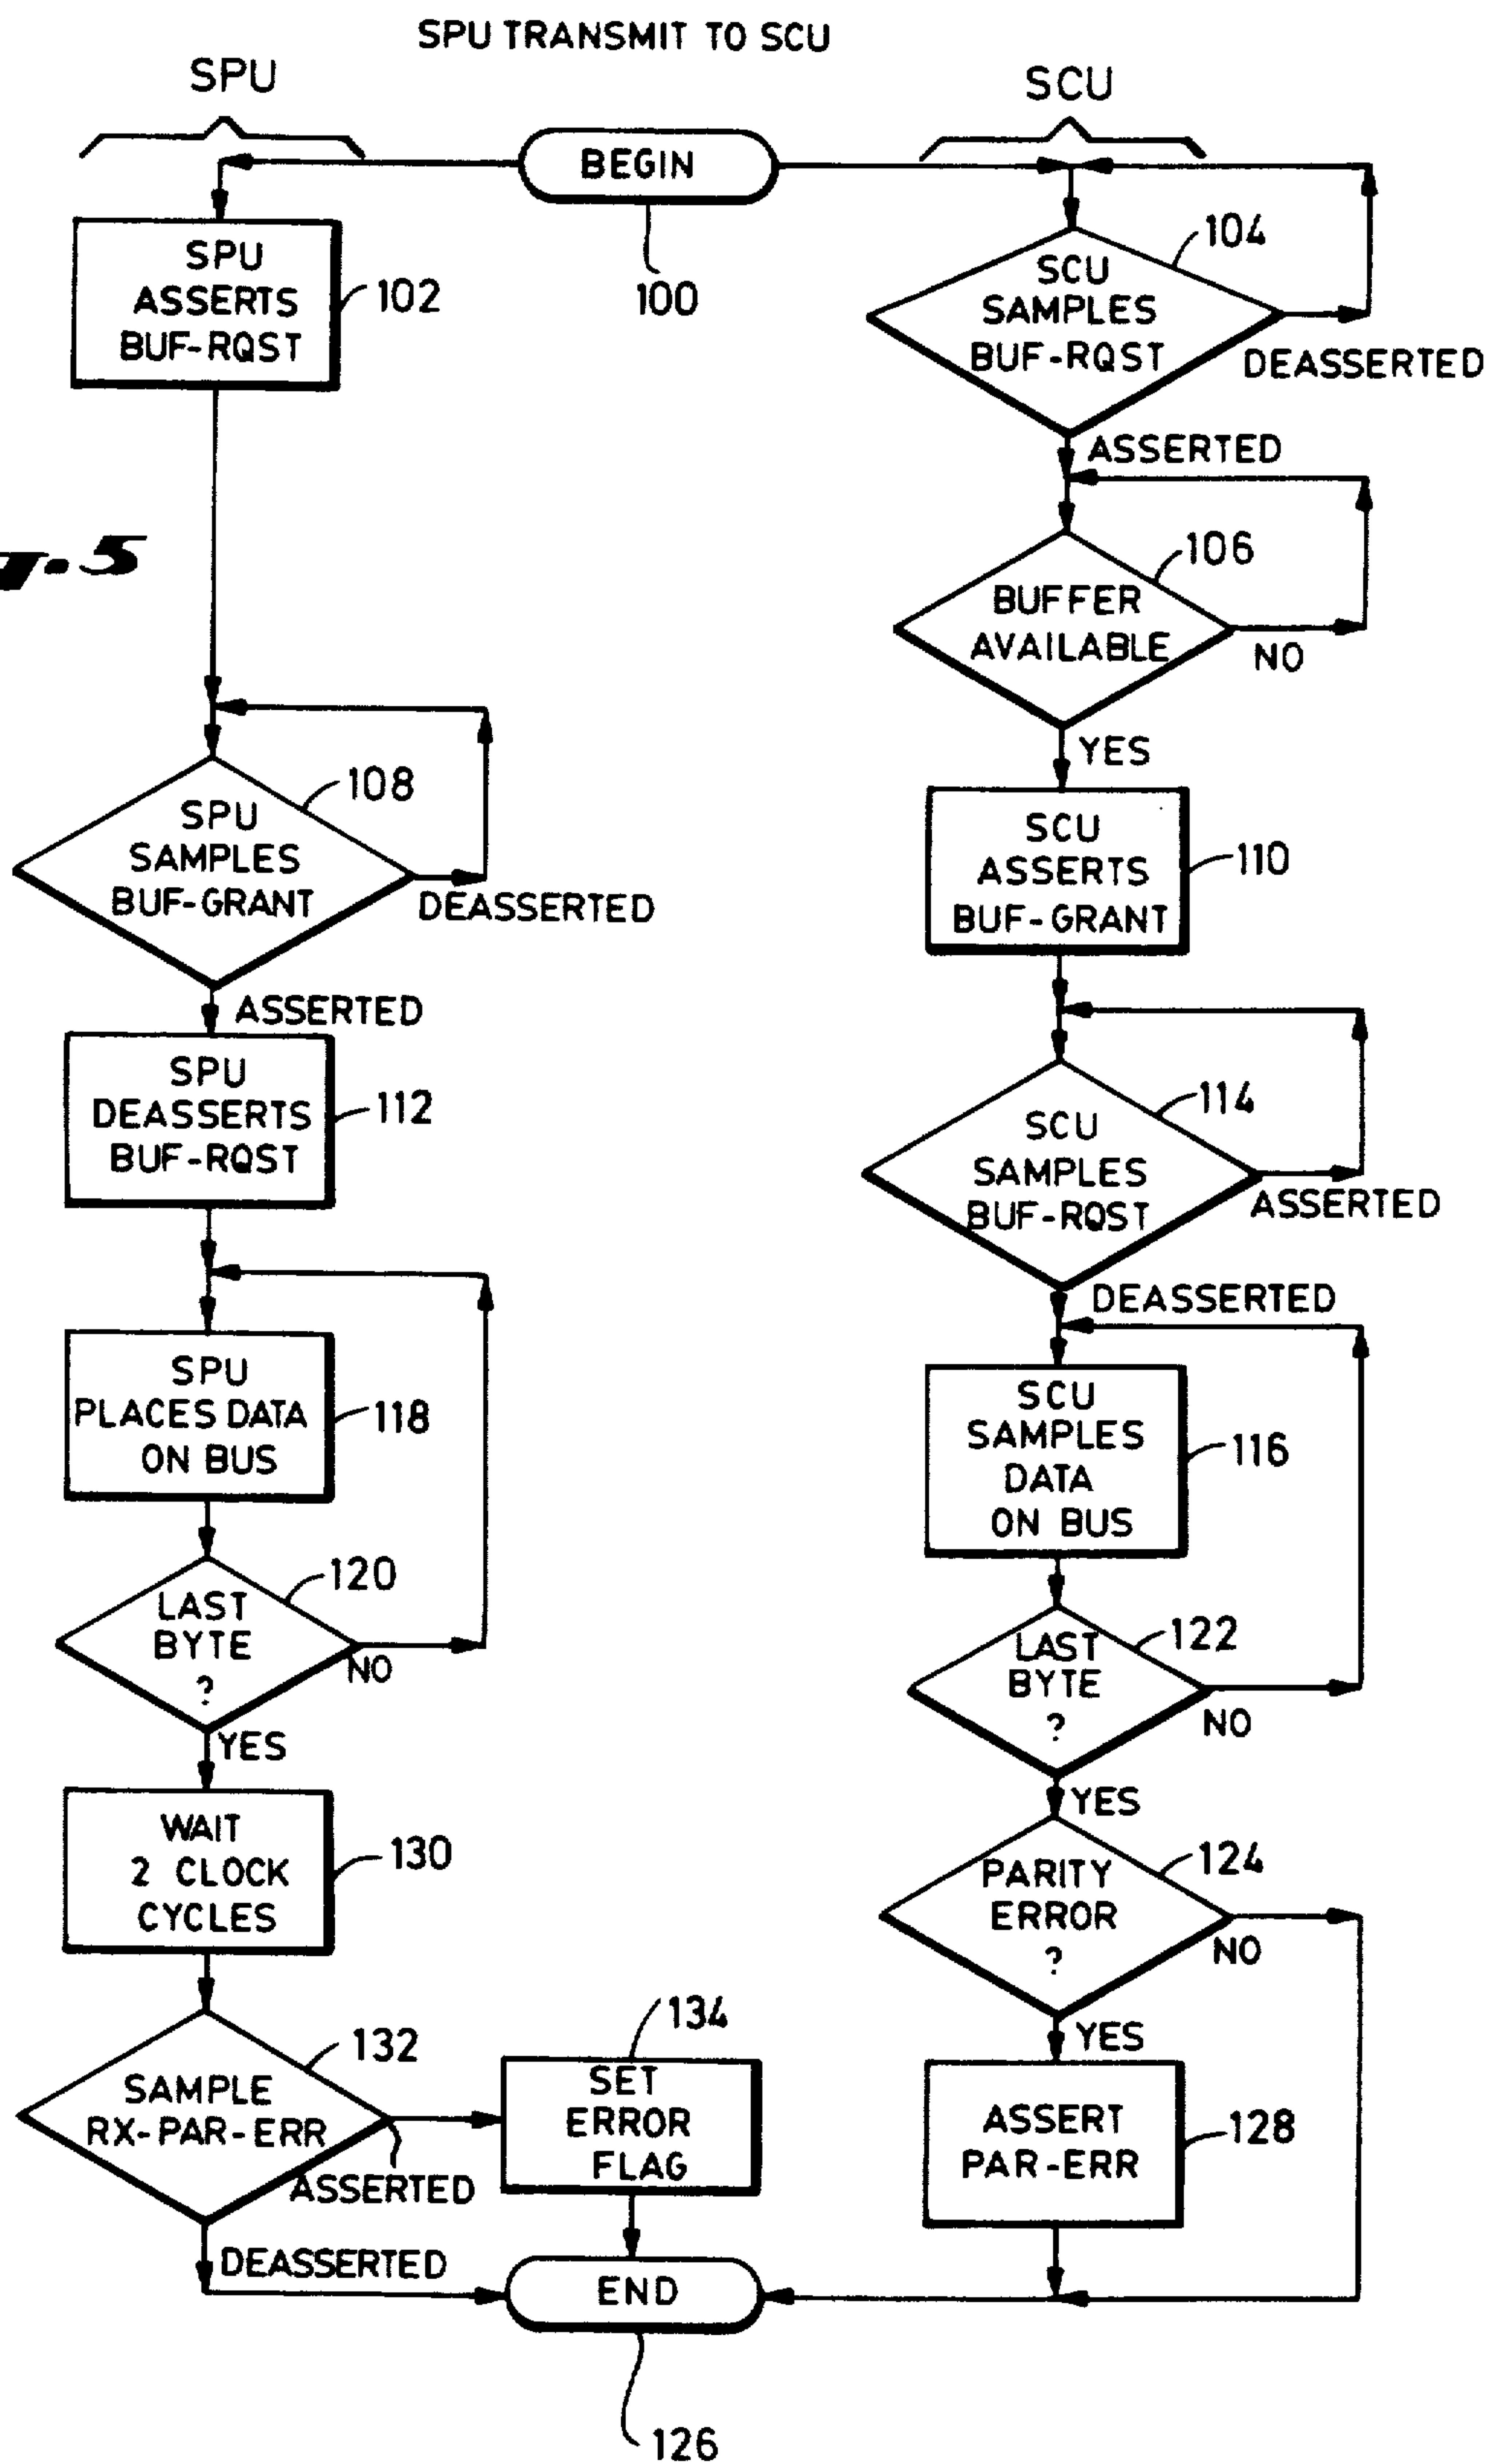 SPU TRANSMIT TO SCU
SPU
SCU
BEGIN
100
SPU
ASSERTS
BUF-RQST
102
SCU
SAMPLES
BUF-RQST
104
DEASSERTED
ASSERTED
5
BUFFER
AVAILABLE
106
NO
YES
SPU
SAMPLES
BUF-GRANT
108
DEASSERTED
ASSERTED
SCU
ASSERTS
BUF-GRANT
110
SPU
DEASSERTS
BUF-RQST
112
SCU
SAMPLES
BUF-RQST
114
ASSERTED
DEASSERTED
SPU
PLACES DATA
ON BUS
118
SCU
SAMPLES
DATA
ON BUS
116
LAST
BYTE
?
120
NO
YES
LAST
BYTE
?
122
NO
YES
WAIT
2 CLOCK
CYCLES
130
PARITY
ERROR
?
124
NO
YES
SAMPLE
RX-PAR-ERR
132
ASSERTED
DEASSERTED
SET
ERROR
FLAG
134
ASSERT
PAR-ERR
128
END
126